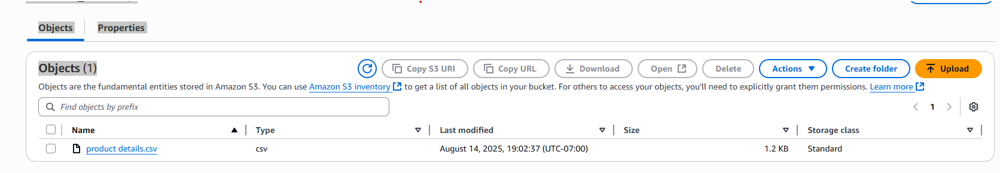 Objects Properties
Objects (1) Copy S3 URI Copy URL Download Open Delete Actions Create folder Upload
Objects are the fundamental entities stored in Amazon S3. You can use Amazon S3 inventory to get a list of all objects in your bucket. For others to access your objects, you'll need to explicitly grant them permissions. Learn more
Find objects by prefix 1
Name Type Last modified Size Storage class
product details.csv csv August 14, 2025, 19:02:37 (UTC-07:00) 1.2 KB Standard